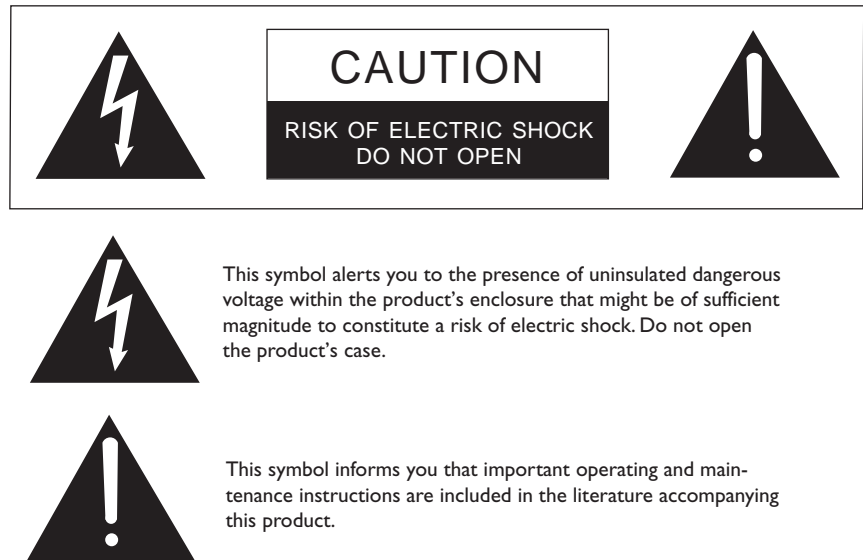 CAUTION
RISK OF ELECTRIC SHOCK
DO NOT OPEN
This symbol alerts you to the presence of uninsulated dangerous
voltage within the product’s enclosure that might be of sufficient
magnitude to constitute a risk of electric shock. Do not open
the product’s case.
This symbol informs you that important operating and main-
tenance instructions are included in the literature accompanying
this product.